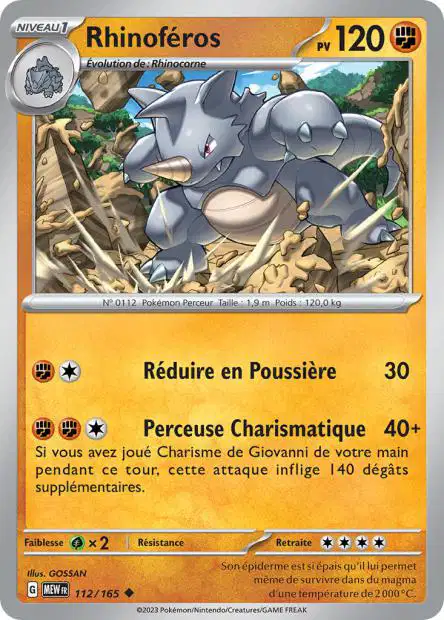 NIVEAU 1
Rhinoféros
PV 120
Évolution de : Rhinocorne
N° 0112 Pokémon Perceur Taille : 1,9 m Poids : 120,0 kg
Réduire en Poussière 30
Perceuse Charismatique 40+
Si vous avez joué Charisme de Giovanni de votre main
pendant ce tour, cette attaque inflige 140 dégâts
supplémentaires.
Faiblesse × 2 Résistance Retraite
Illus. GOSSAN
Son épiderme est si épais qu'il lui permet
même de survivre dans du magma
d'une température de 2 000 °C.
G MEW FR 112/165
©2023 Pokémon/Nintendo/Creatures/GAME FREAK